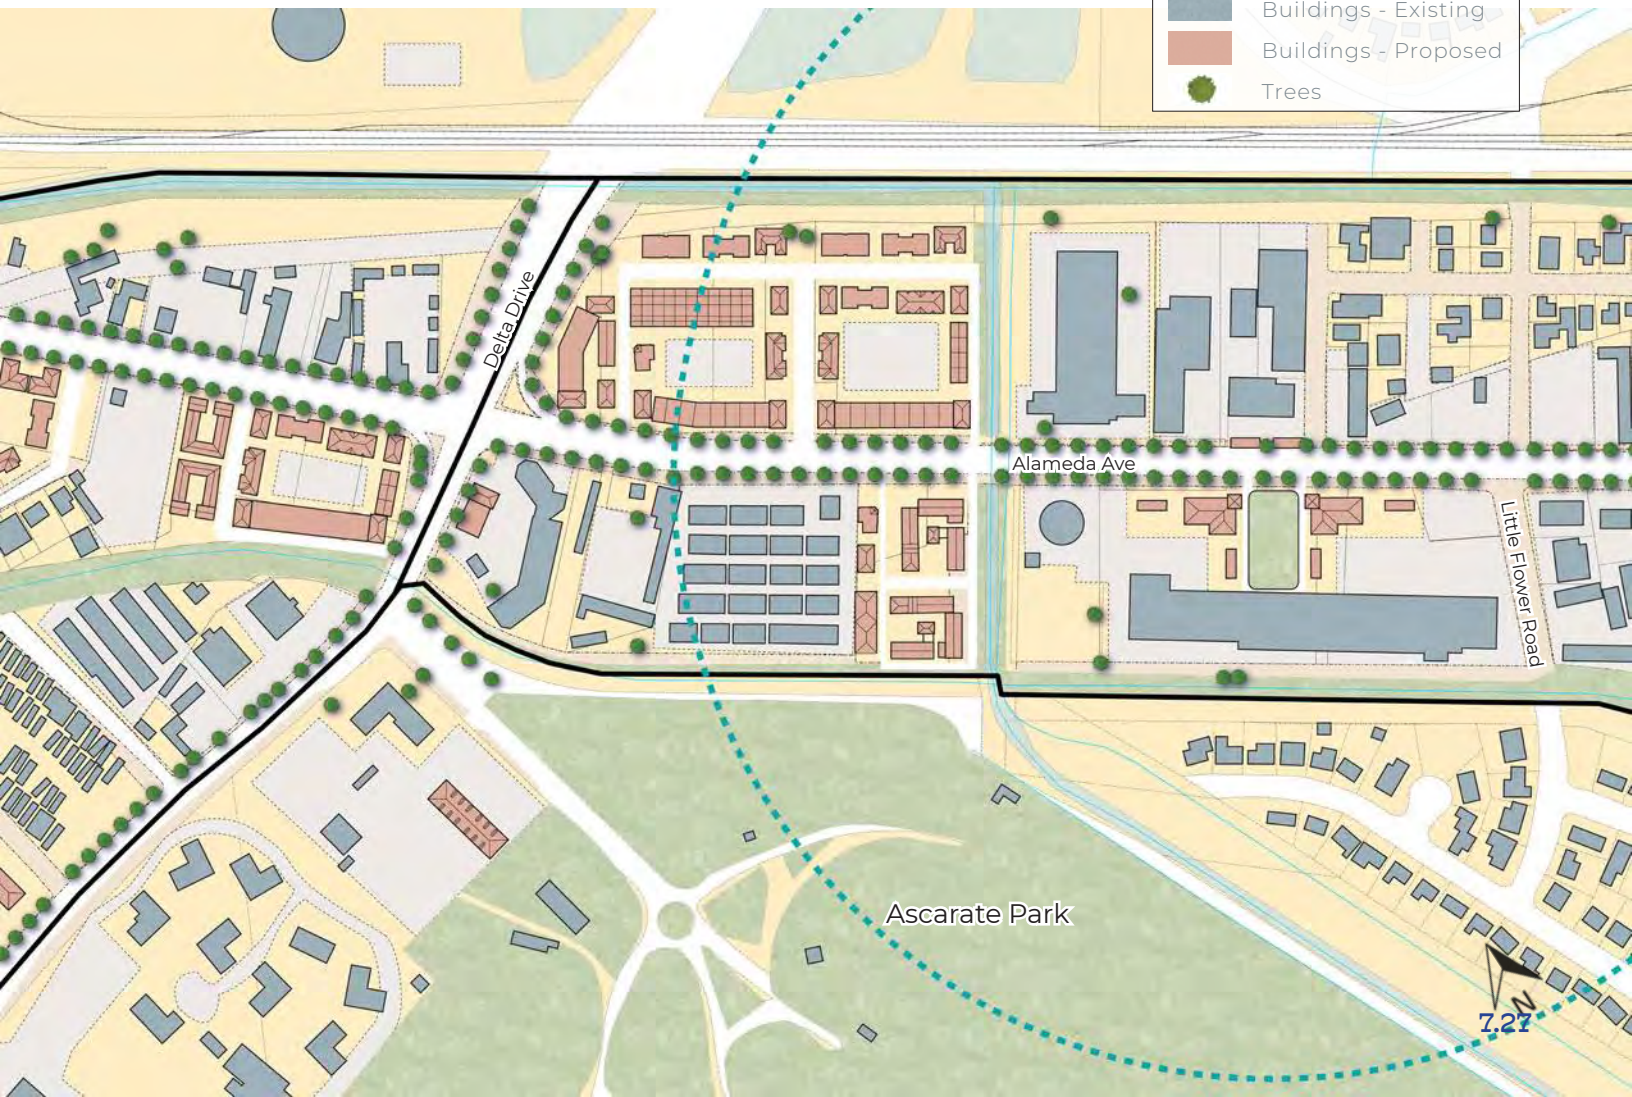 Buildings - Existing
Buildings - Proposed
Trees
Delta Drive
Alameda Ave
Little Flower Road
Ascarate Park
N
7.27